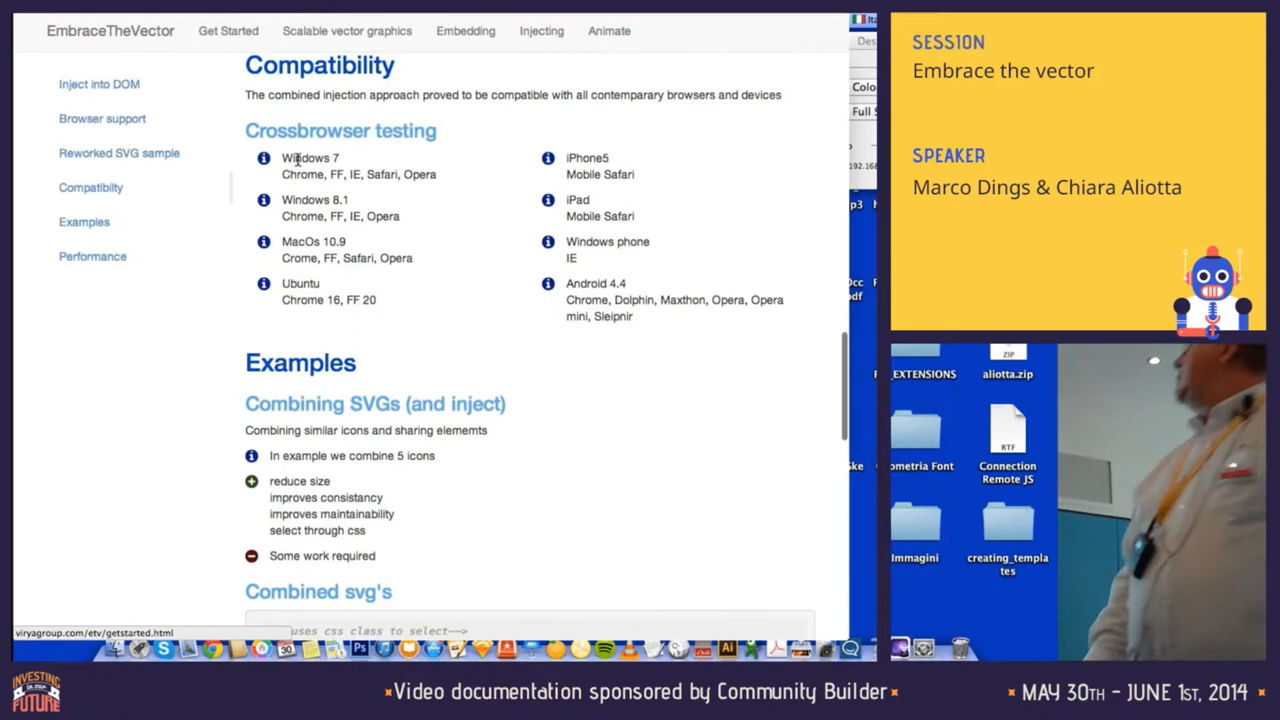 EmbraceTheVector
Get Started
Scalable vector graphics
Embedding
Injecting
Animate
Inject into DOM
Browser support
Reworked SVG sample
Compatibilty
Examples
Performance
Compatibility
The combined injection approach proved to be compatible with all contemparary browsers and devices
Crossbrowser testing
Windows 7
Chrome, FF, IE, Safari, Opera
Windows 8.1
Chrome, FF, IE, Opera
MacOs 10.9
Crome, FF, Safari, Opera
Ubuntu
Chrome 16, FF 20
iPhone5
Mobile Safari
iPad
Mobile Safari
Windows phone
IE
Android 4.4
Chrome, Dolphin, Maxthon, Opera, Opera
mini, Sleipnir
Examples
Combining SVGs (and inject)
Combining similar icons and sharing elememts
In example we combine 5 icons
reduce size
improves consistancy
improves maintainability
select through css
Some work required
Combined svg's
uses css class to select-->
viryagroup.com/etv/getstarted.html
SESSION
Embrace the vector
SPEAKER
Marco Dings & Chiara Aliotta
_EXTENSIONS
ZIP
aliotta.zip
ometria Font
RTF
Connection
Remote JS
Immagini
creating_templa
tes
INVESTING
IN OUR
FUTURE
Video documentation sponsored by Community Builder
MAY 30TH - JUNE 1ST, 2014